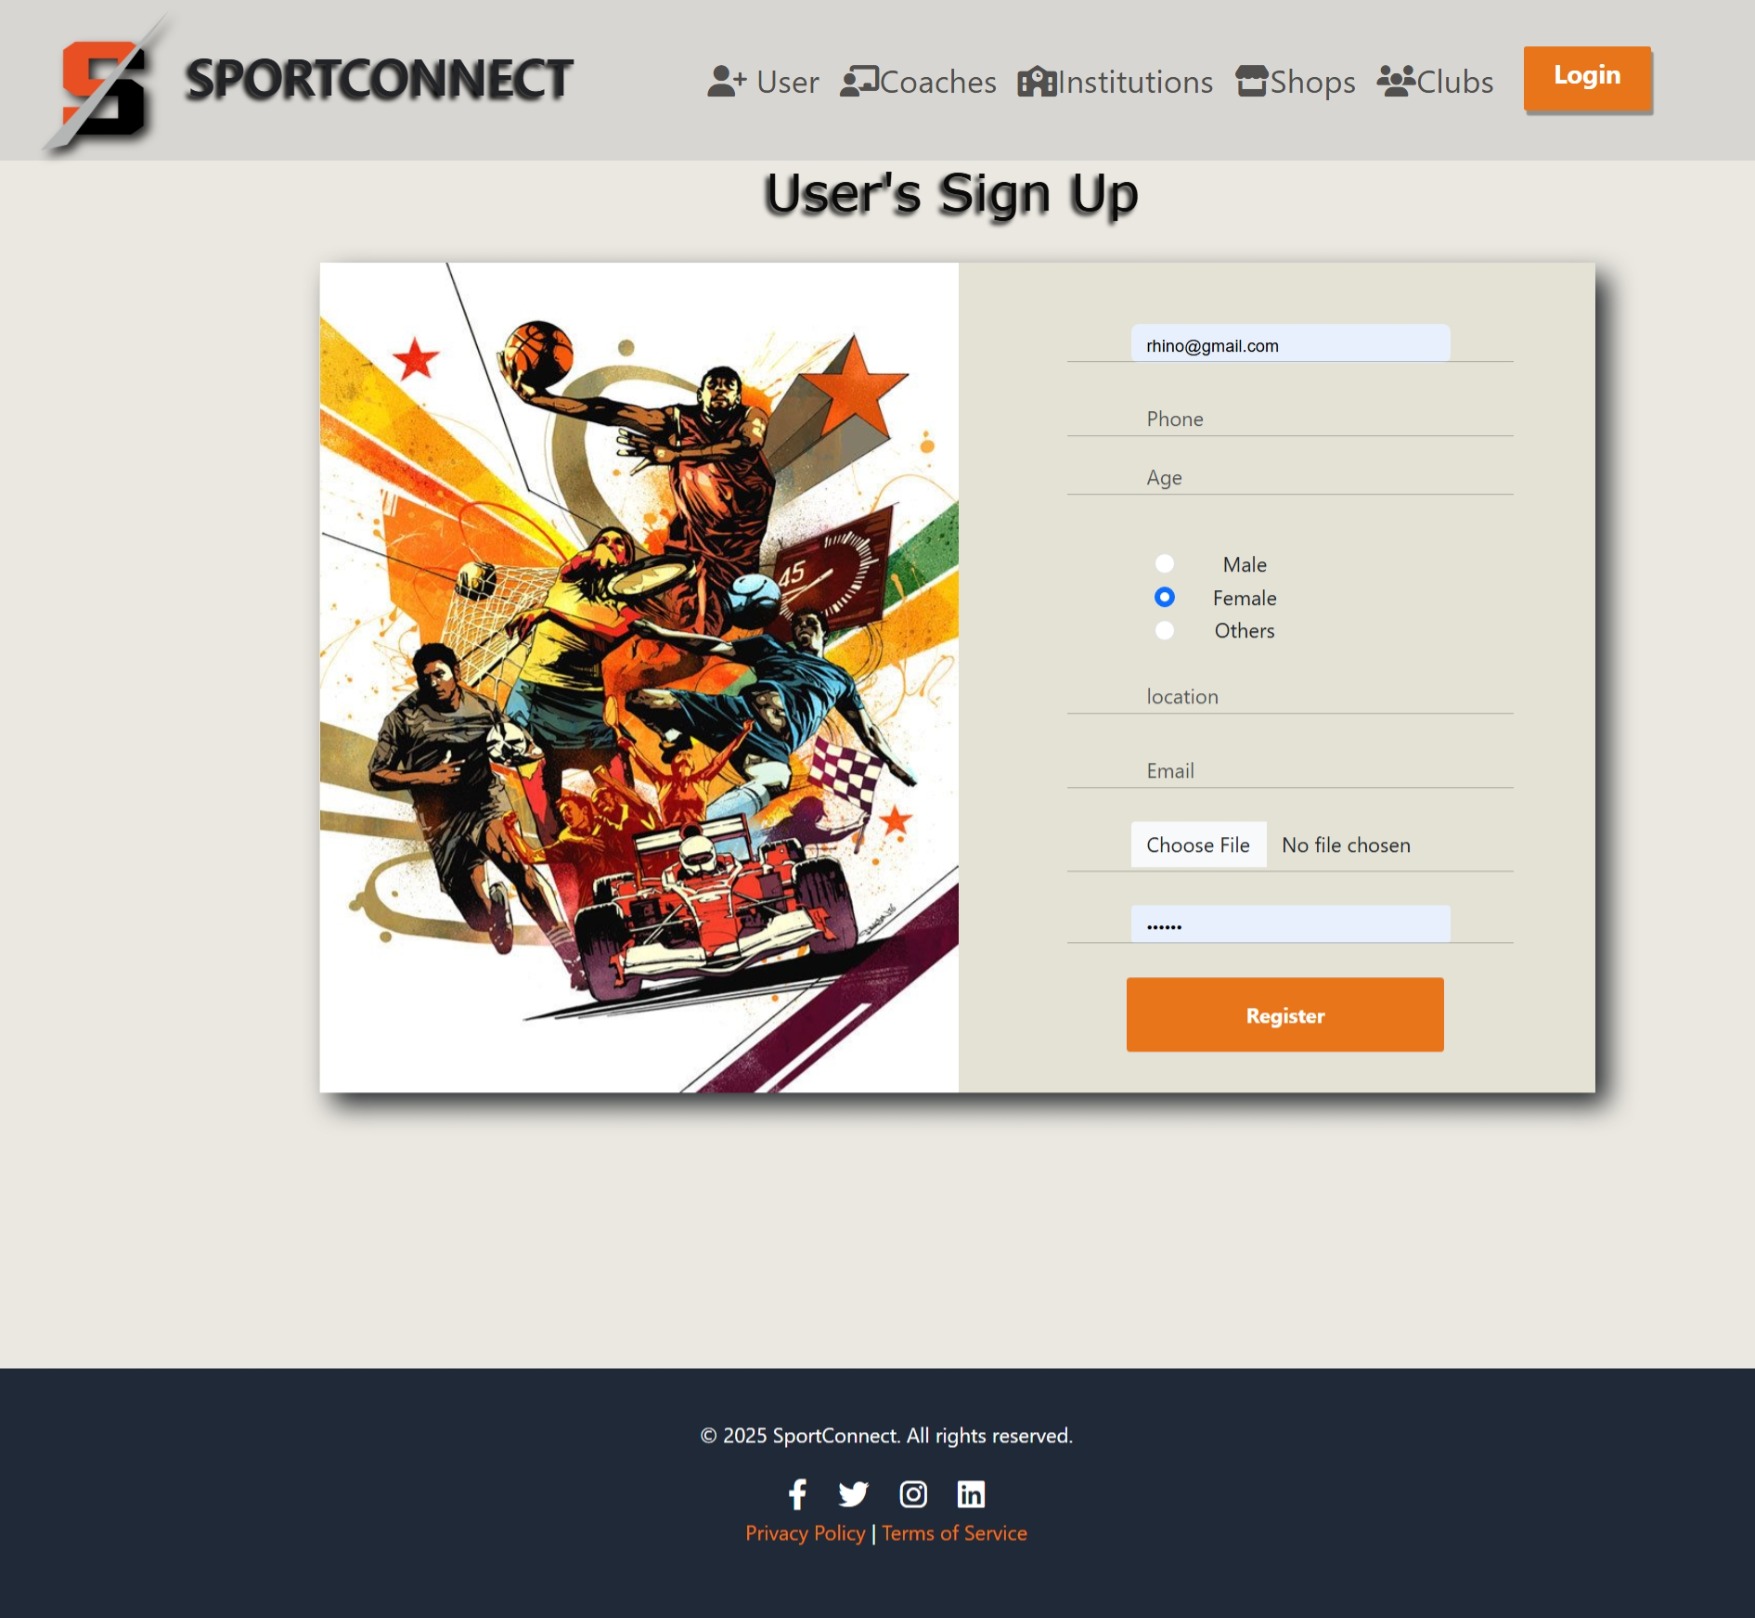 SPORTCONNECT
User Coaches Institutions Shops Clubs Login
User's Sign Up
45
rhino@gmail.com
Phone
Age
Male
Female
Others
location
Email
Choose File No file chosen
••••••
Register
© 2025 SportConnect. All rights reserved.
Privacy Policy | Terms of Service